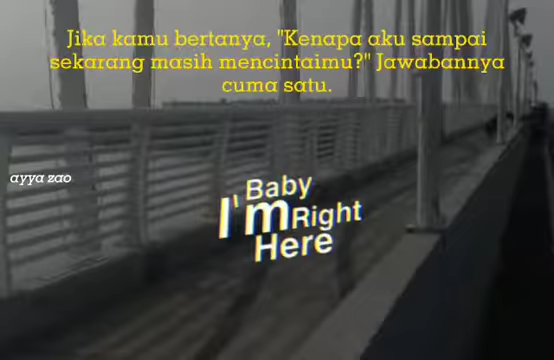 Jika kamu bertanya, "Kenapa aku sampai
sekarang masih mencintaimu?" Jawabannya
cuma satu.
ayya zao
Baby
I'm Right
Here